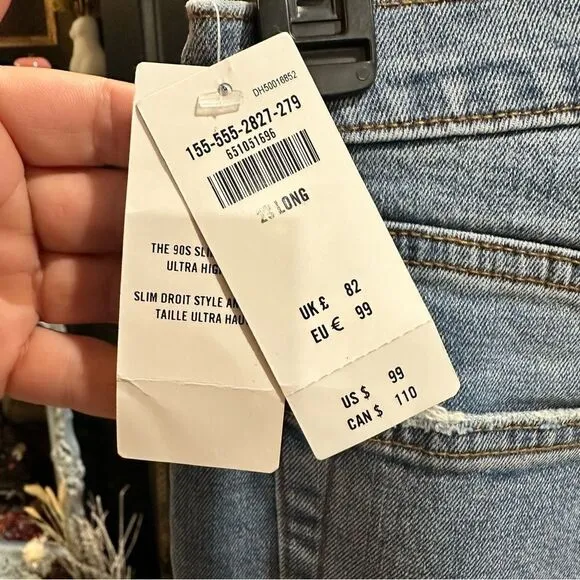 DH50016852
155-555-2827-279
651051696
23 LONG
UK £ 82
EU € 99
US $ 99
CAN $ 110
THE 90S
ULTRA
SLIM DROIT STYLE
TAILLE ULTRA